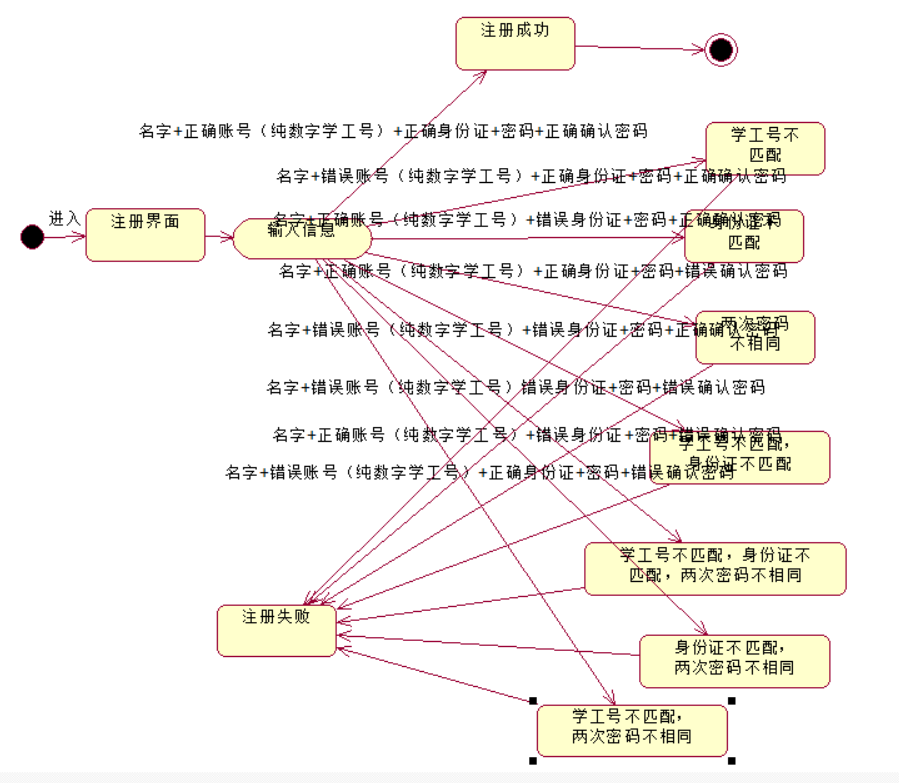 注册成功
名字+正确账号（纯数字学工号）+正确身份证+密码+正确确认密码
学工号不
匹配
名字+错误账号（纯数字学工号）+正确身份证+密码+正确确认密码
进入
注册界面
输入信息
名字+正确账号（纯数字学工号）+错误身份证+密码+正确确认密码
身份证不
匹配
名字+正确账号（纯数字学工号）+正确身份证+密码+错误确认密码
两次密码
不相同
名字+错误账号（纯数字学工号）+错误身份证+密码+正确确认密码
名字+错误账号（纯数字学工号）错误身份证+密码+错误确认密码
名字+正确账号（纯数字学工号）+错误身份证+密码+错误确认密码
学工号不匹配，
身份证不匹配
名字+错误账号（纯数字学工号）+正确身份证+密码+错误确认密码
学工号不匹配，身份证不
匹配，两次密码不相同
注册失败
身份证不匹配，
两次密码不相同
学工号不匹配，
两次密码不相同